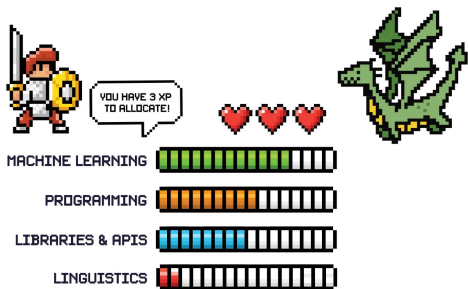 YOU HAVE 3 XP
TO ALLOCATE!
MACHINE LEARNING
PROGRAMMING
LIBRARIES & APIS
LINGUISTICS